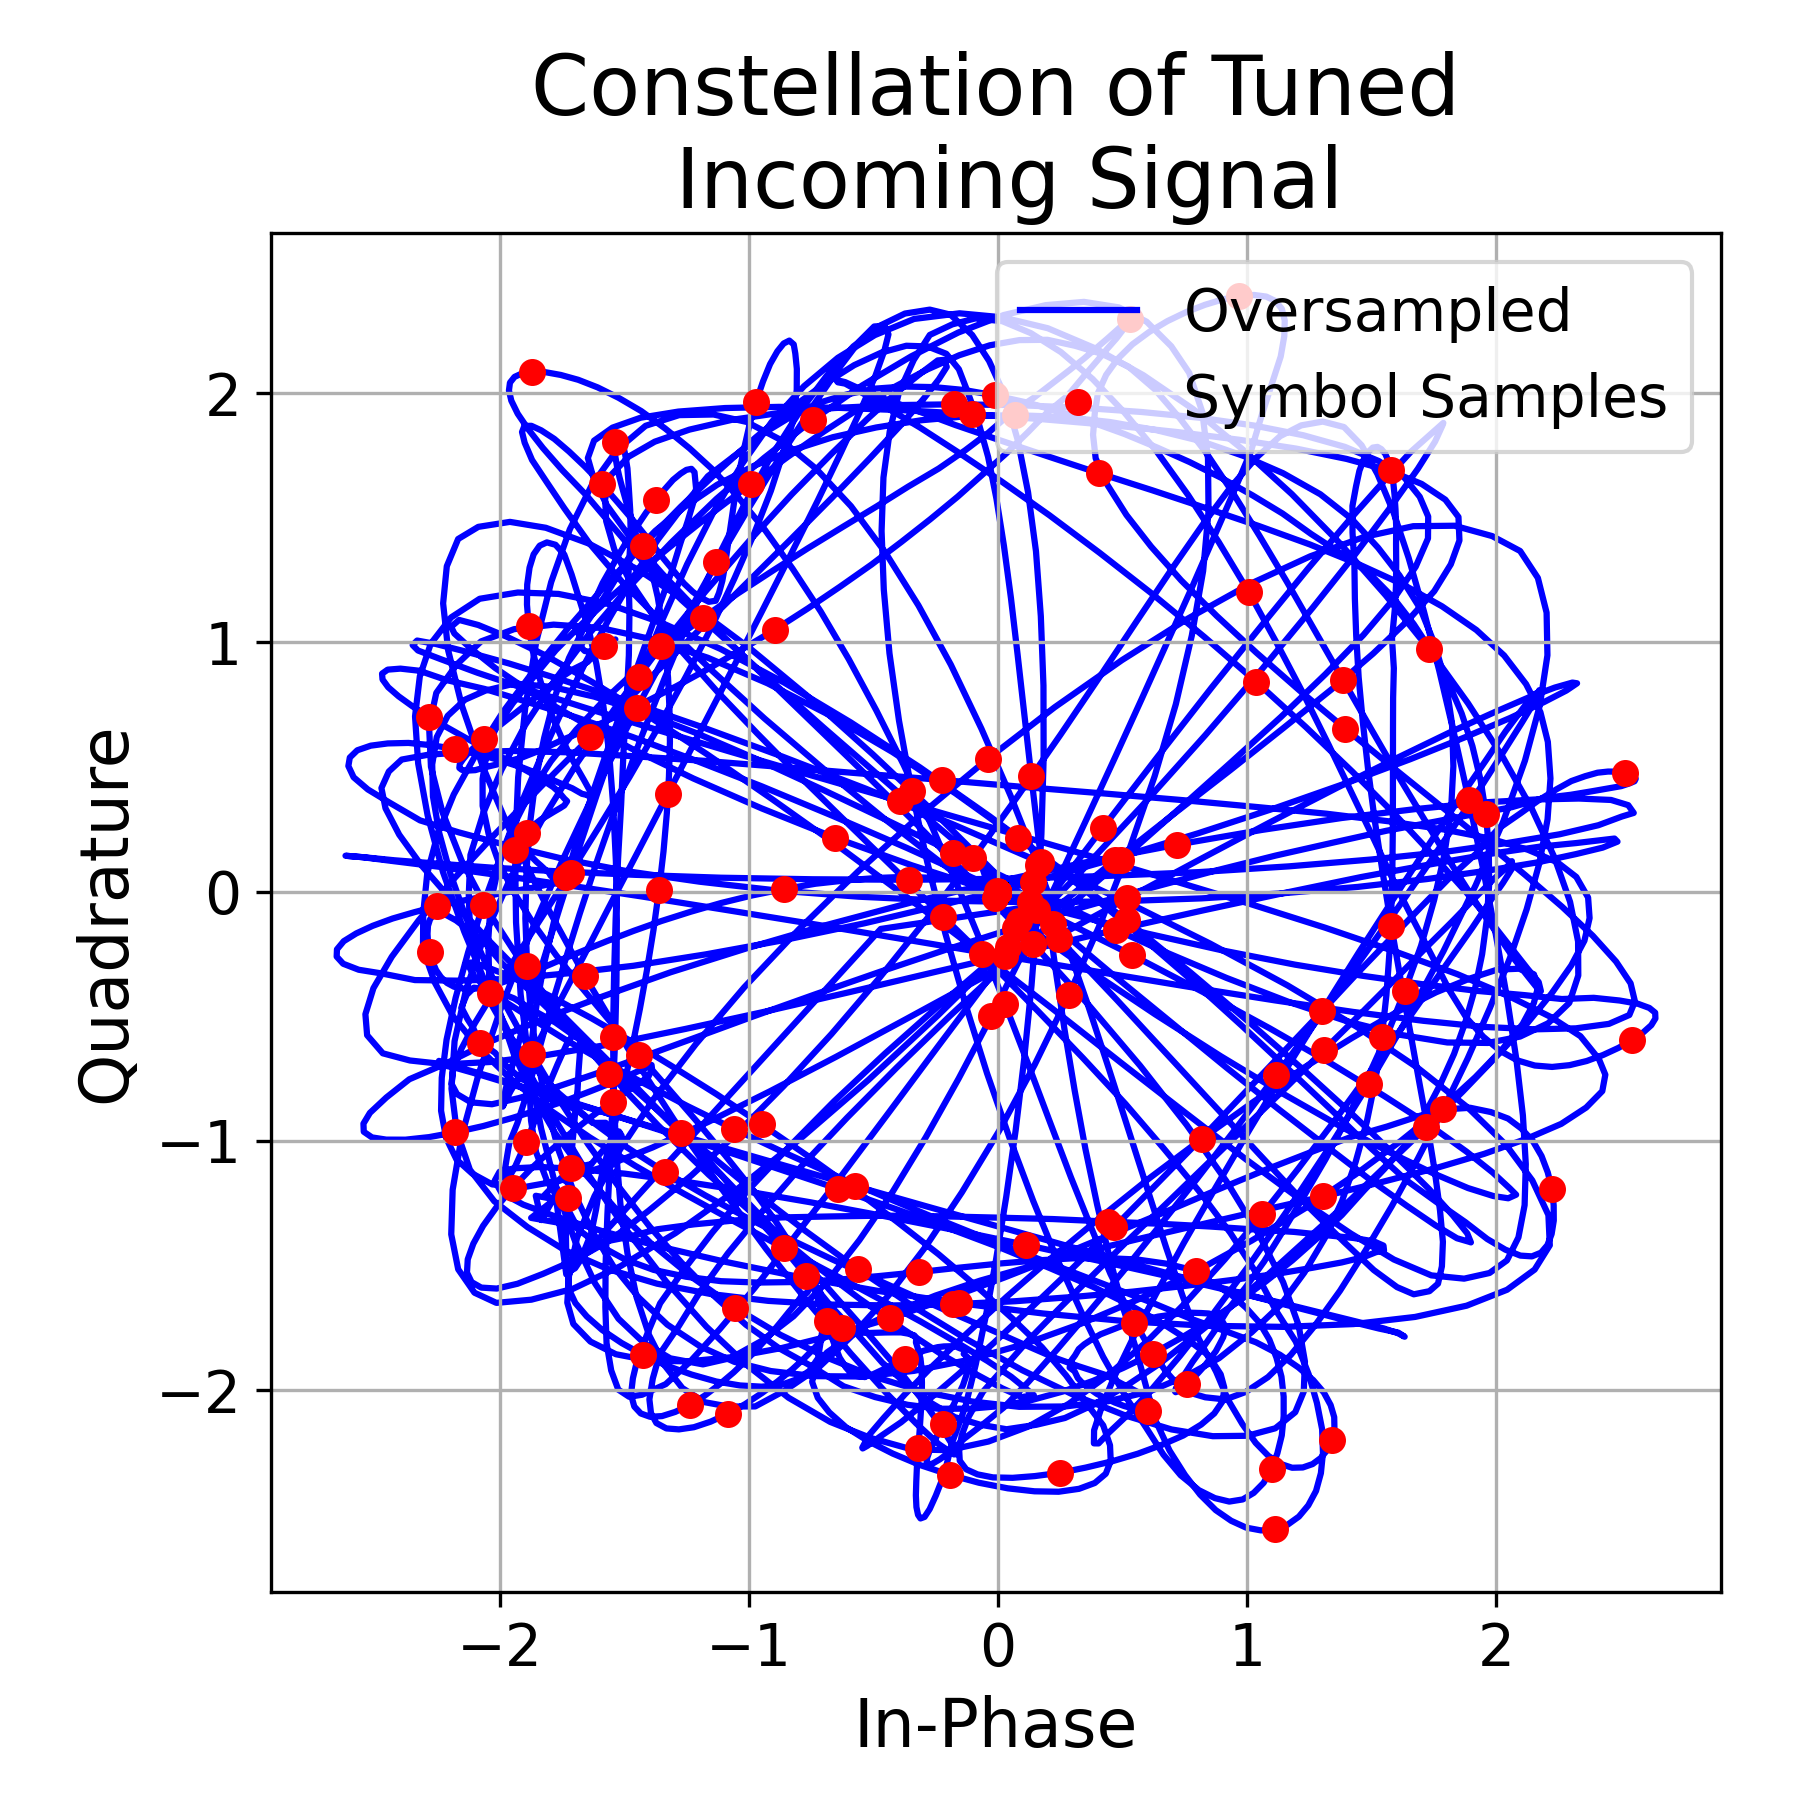 Constellation of Tuned
Incoming Signal
Oversampled
Symbol Samples
Quadrature
2
1
0
−1
−2
−2
−1
0
1
2
In-Phase